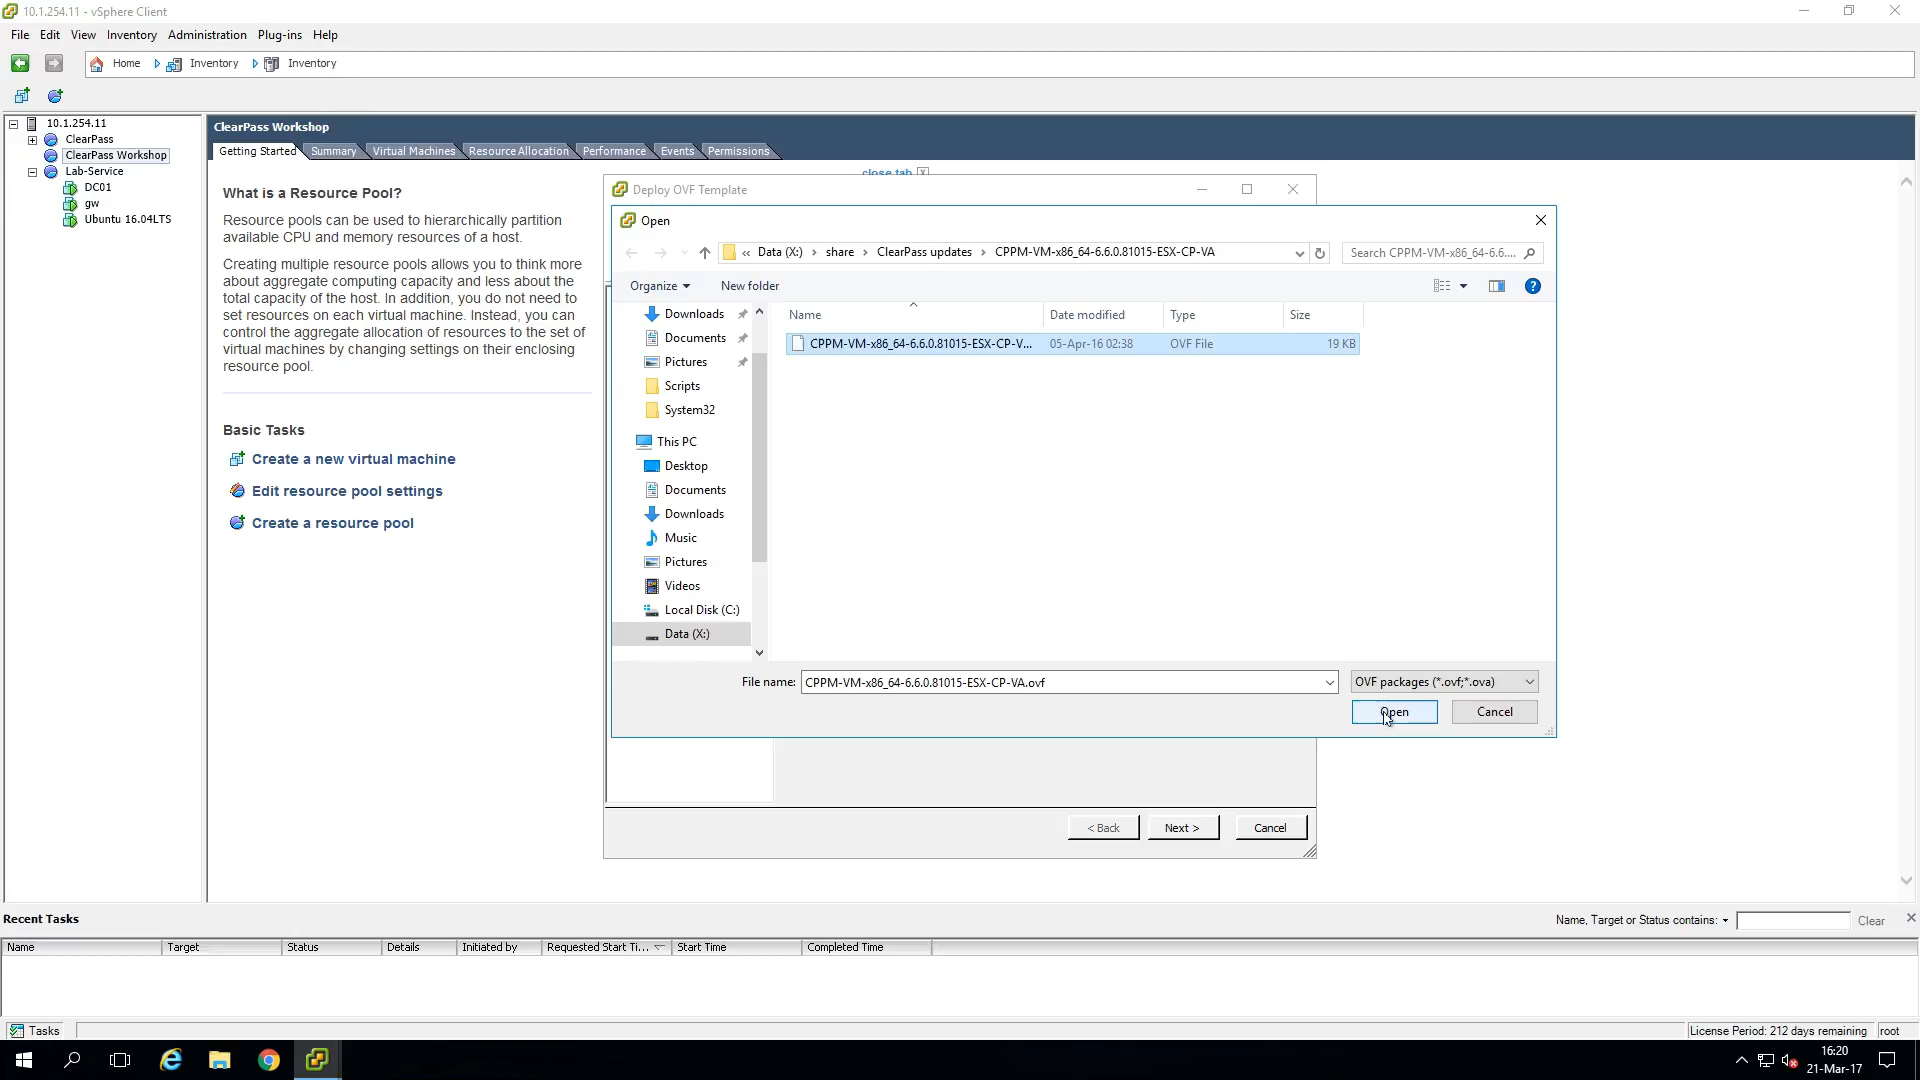 10.1.254.11 - vSphere Client
File Edit View Inventory Administration Plug-ins Help
Home Inventory Inventory
10.1.254.11
ClearPass
ClearPass Workshop
Lab-Service
DC01
gw
Ubuntu 16.04LTS
ClearPass Workshop
Getting Started Summary Virtual Machines Resource Allocation Performance Events Permissions
close tab
What is a Resource Pool?
Resource pools can be used to hierarchically partition
available CPU and memory resources of a host.
Creating multiple resource pools allows you to think more
about aggregate computing capacity and less about the
total capacity of the host. In addition, you do not need to
set resources on each virtual machine. Instead, you can
control the aggregate allocation of resources to the set of
virtual machines by changing settings on their enclosing
resource pool.
Basic Tasks
Create a new virtual machine
Edit resource pool settings
Create a resource pool
Deploy OVF Template
Open
« Data (X:) share ClearPass updates CPPM-VM-x86_64-6.6.0.81015-ESX-CP-VA
Search CPPM-VM-x86_64-6.6....
Organize New folder
Downloads
Documents
Pictures
Scripts
System32
This PC
Desktop
Documents
Downloads
Music
Pictures
Videos
Local Disk (C:)
Data (X:)
Name Date modified Type Size
CPPM-VM-x86_64-6.6.0.81015-ESX-CP-V... 05-Apr-16 02:38 OVF File 19 KB
File name: CPPM-VM-x86_64-6.6.0.81015-ESX-CP-VA.ovf OVF packages (*.ovf;*.ova)
Open Cancel
< Back Next > Cancel
Recent Tasks
Name, Target or Status contains: Clear
Name Target Status Details Initiated by Requested Start Ti... Start Time Completed Time
Tasks
License Period: 212 days remaining root
16:20
21-Mar-17